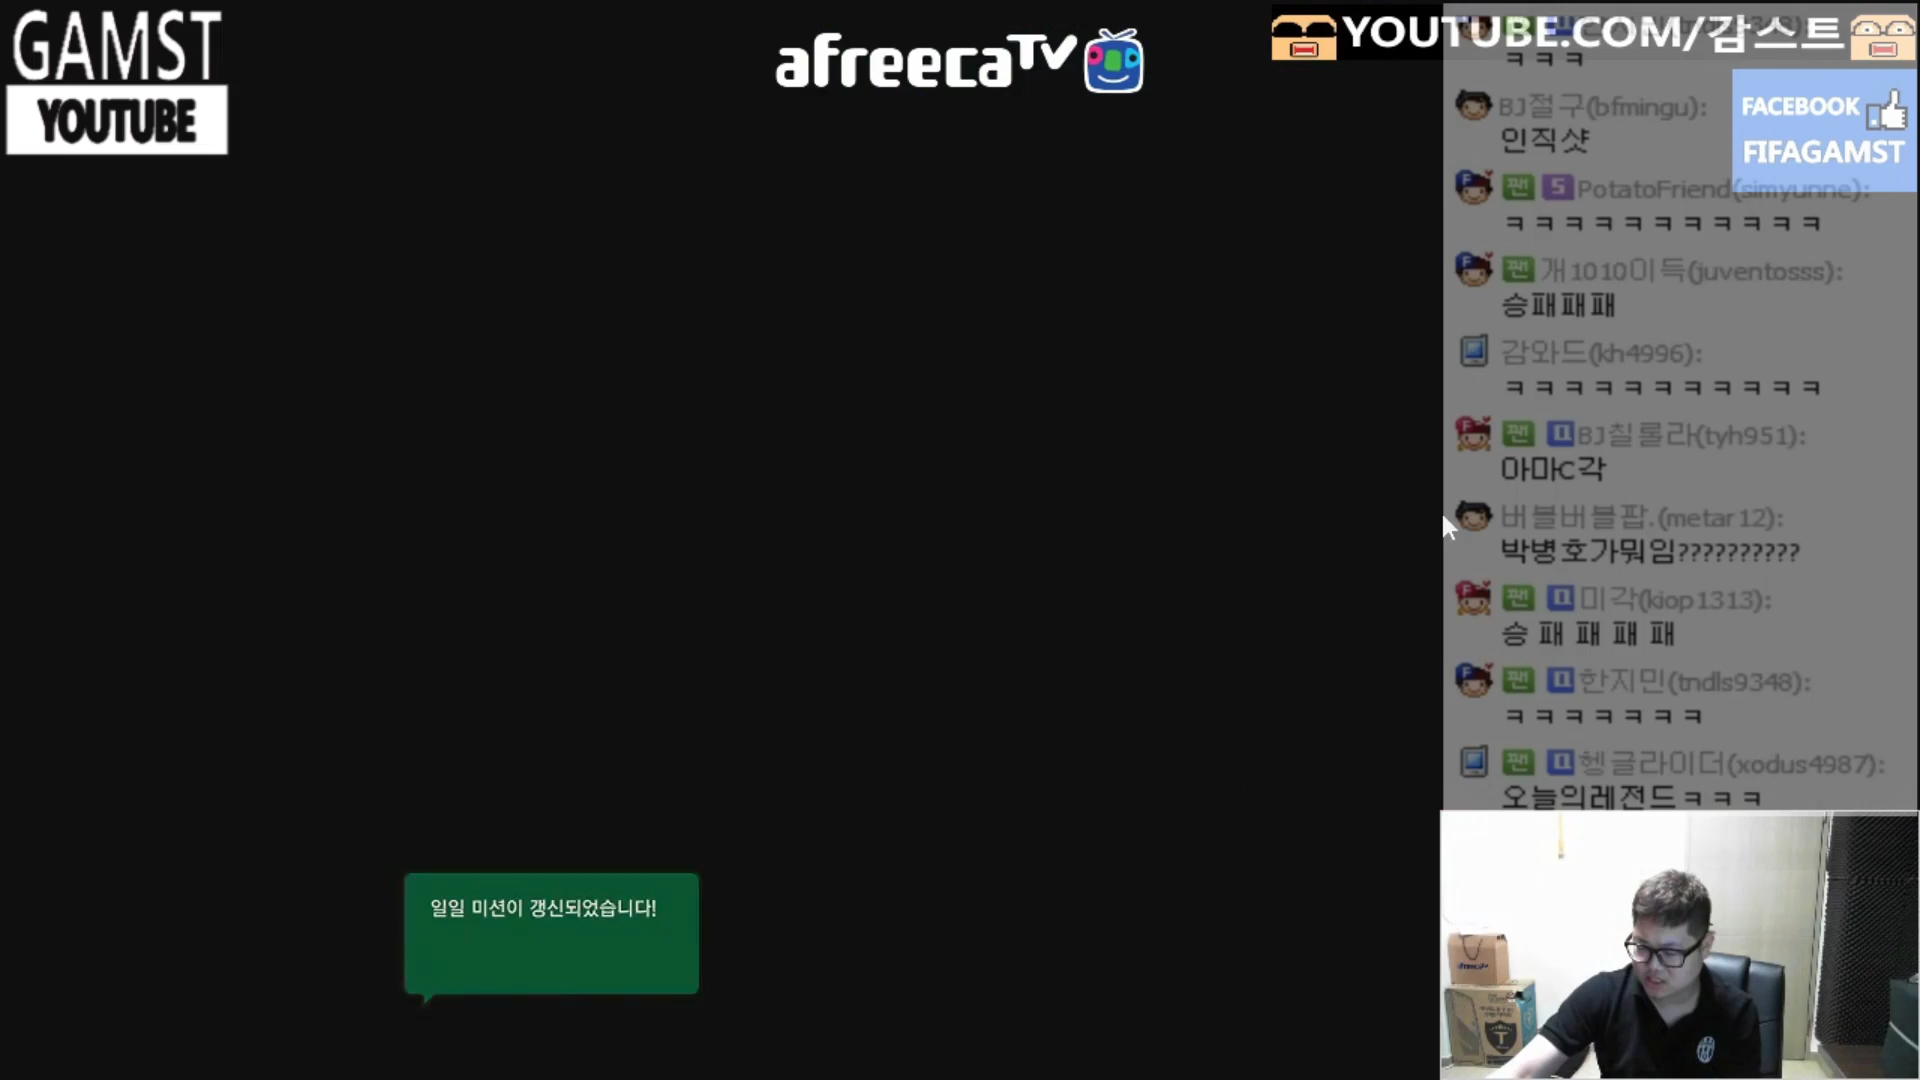 GAMST
YOUTUBE
afreecaTV
YOUTUBE.COM/감스트
FACEBOOK
FIFAGAMST
ㅋㅋㅋ
BJ절구(bfmingu):
인직샷
팬 S PotatoFriend(simyunne):
ㅋㅋㅋㅋㅋㅋㅋㅋㅋㅋㅋ
팬 개1010이득(juventosss):
승패패패
감와드(kh4996):
ㅋㅋㅋㅋㅋㅋㅋㅋㅋㅋㅋ
팬 BJ칠롤라(tyh951):
아마c각
버블버블팝.(metar12):
박병호가뭐임??????????
팬 미각(kiop1313):
승 패 패 패 패
팬 한지민(tndls9348):
ㅋㅋㅋㅋㅋㅋㅋ
팬 헹글라이더(xodus4987):
오늘의레전드ㅋㅋㅋ
일일 미션이 갱신되었습니다!
afreecaTV